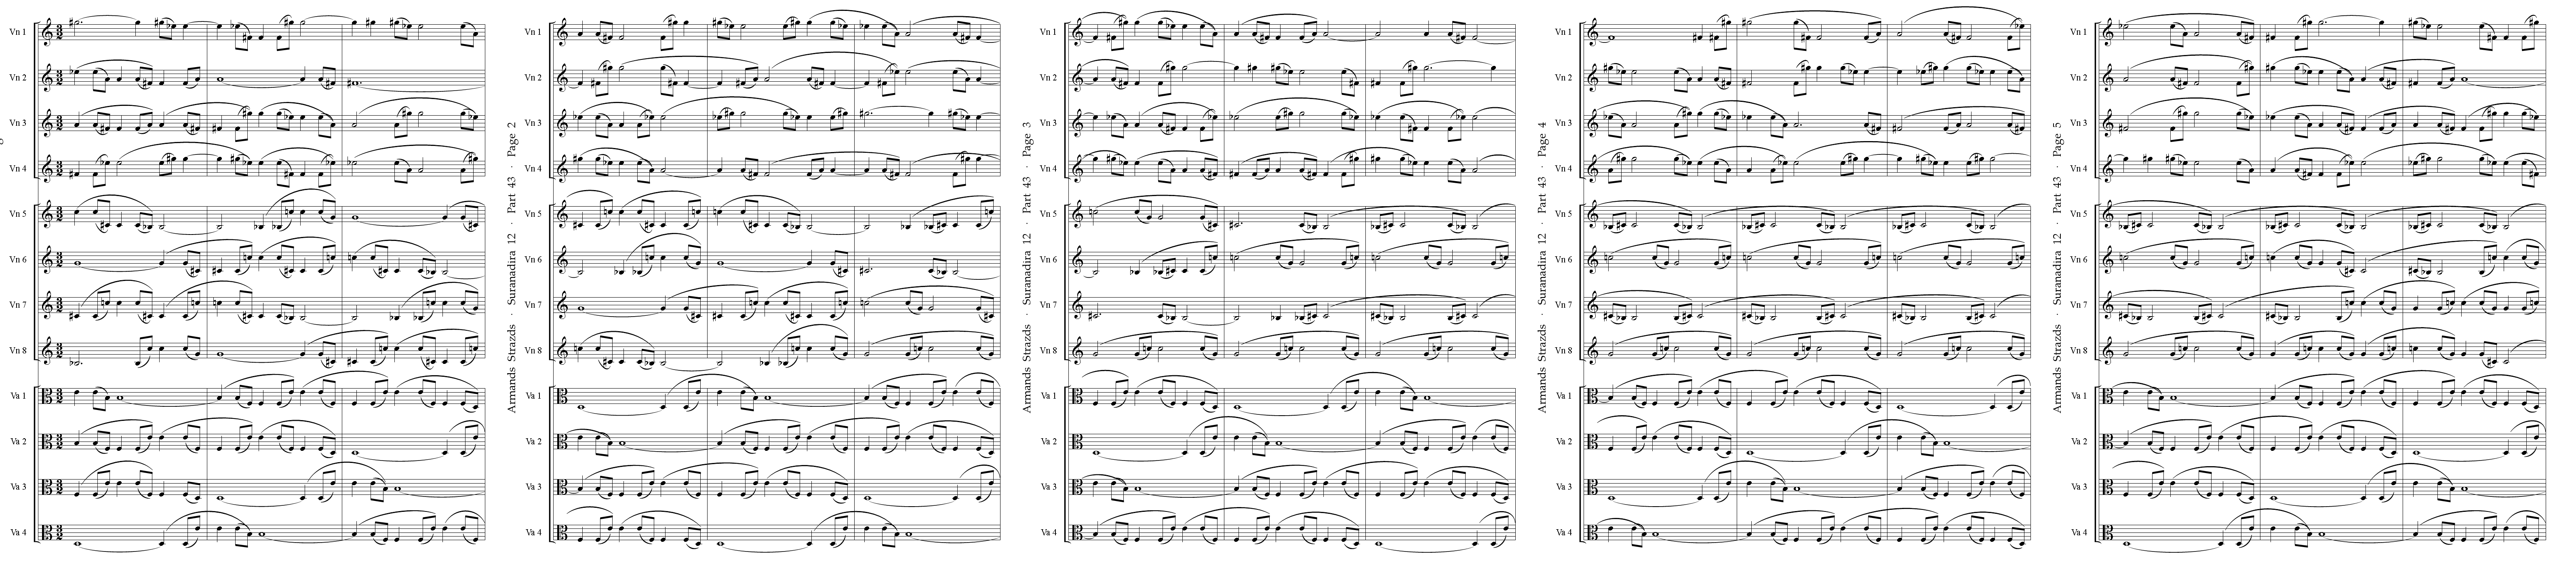 Vn 1
Vn 2
Vn 3
Vn 4
Vn 5
Vn 6
Vn 7
Vn 8
Va 1
Va 2
Va 3
Va 4
Armands Strazds · Suranadira 12 · Part 43 · Page 2
Vn 1
Vn 2
Vn 3
Vn 4
Vn 5
Vn 6
Vn 7
Vn 8
Va 1
Va 2
Va 3
Va 4
Armands Strazds · Suranadira 12 · Part 43 · Page 3
Vn 1
Vn 2
Vn 3
Vn 4
Vn 5
Vn 6
Vn 7
Vn 8
Va 1
Va 2
Va 3
Va 4
Armands Strazds · Suranadira 12 · Part 43 · Page 4
Vn 1
Vn 2
Vn 3
Vn 4
Vn 5
Vn 6
Vn 7
Vn 8
Va 1
Va 2
Va 3
Va 4
Armands Strazds · Suranadira 12 · Part 43 · Page 5
Vn 1
Vn 2
Vn 3
Vn 4
Vn 5
Vn 6
Vn 7
Vn 8
Va 1
Va 2
Va 3
Va 4